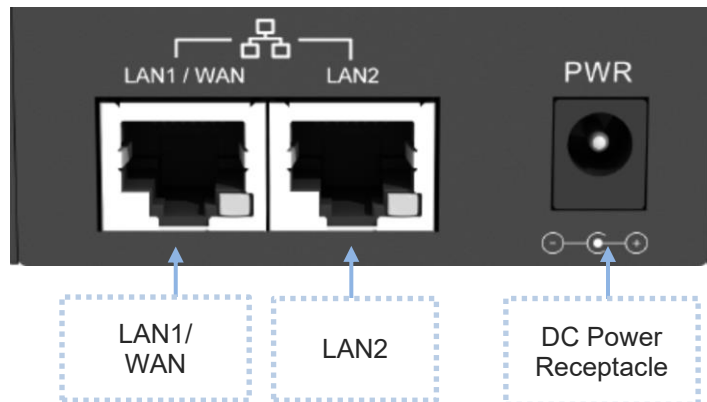 LAN1 / WAN
LAN2
PWR
LAN1/
WAN
LAN2
DC Power
Receptacle